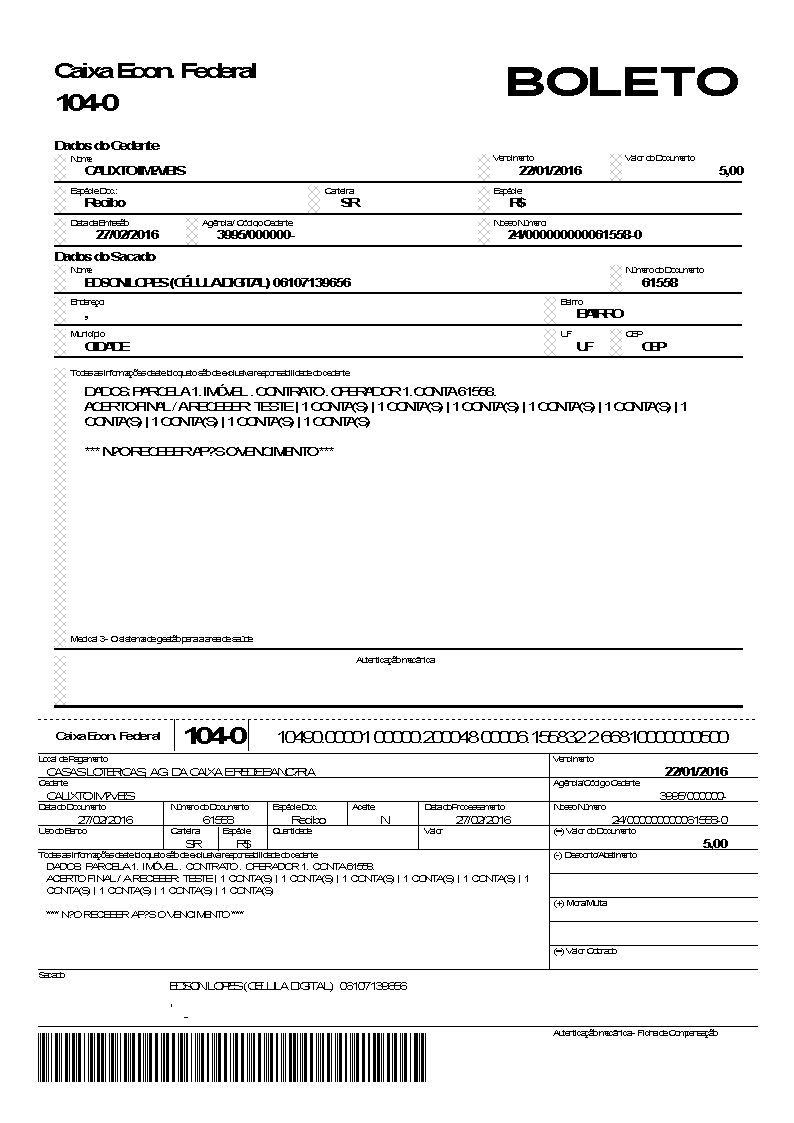 Caixa Econ. Federal
104-0
BOLETO
Dados do Cedente
Nome Vencimento Valor do Documento
CALIXTO IM?VEIS 22/01/2016 5,00
Espécie Doc.: Carteira Espécie
Recibo SR R$
Data da Emissão Agência / Código Cedente Nosso Número
27/02/2016 3995/000000- 24/000000000061558-0
Dados do Sacado
Nome Número do Documento
EDSON LOPES (CÉLULA DIGITAL) 06107139656 61558
Endereço Bairro
, BAIRRO
Município UF CEP
CIDADE UF CEP
Todas as informações deste bloqueto são de exclusiva responsabilidade do cedente
DADOS: PARCELA 1. IMÓVEL . CONTRATO . OPERADOR 1. CONTA 61558.
ACERTO FINAL / A RECEBER: TESTE | 1 CONTA(S) | 1 CONTA(S) | 1 CONTA(S) | 1 CONTA(S) | 1 CONTA(S) | 1
CONTA(S) | 1 CONTA(S) | 1 CONTA(S) | 1 CONTA(S)
*** N?O RECEBER AP?S O VENCIMENTO ***
Medical 3 - O sistema de gestão para a area de saúde
Autenticação mecânica
Caixa Econ. Federal 104-0 10490.00001 00000.200048 00006.155832 2 66810000000500
Local de Pagamento Vencimento
CASAS LOTERICAS, AG. DA CAIXA E REDE BANC?RIA 22/01/2016
Cedente Agência/Código Cedente
CALIXTO IM?VEIS 3995/000000-
Data do Documento Número do Documento Espécie Doc. Aceite Data do Processamento Nosso Número
27/02/2016 61558 Recibo N 27/02/2016 24/000000000061558-0
Uso do Banco Carteira Espécie Quantidade Valor (=) Valor do Documento
SR R$ 5,00
Todas as informações deste bloqueto são de exclusiva responsabilidade do cedente (-) Desconto/Abatimento
DADOS: PARCELA 1. IMÓVEL . CONTRATO . OPERADOR 1. CONTA 61558.
ACERTO FINAL / A RECEBER: TESTE | 1 CONTA(S) | 1 CONTA(S) | 1 CONTA(S) | 1 CONTA(S) | 1 CONTA(S) | 1
CONTA(S) | 1 CONTA(S) | 1 CONTA(S) | 1 CONTA(S)
(+) Mora/Multa
*** N?O RECEBER AP?S O VENCIMENTO ***
(=) Valor Cobrado
Sacado
EDSON LOPES (CELULA DIGITAL) 06107139656
,
_
Autenticação mecânica - Ficha de Compensação